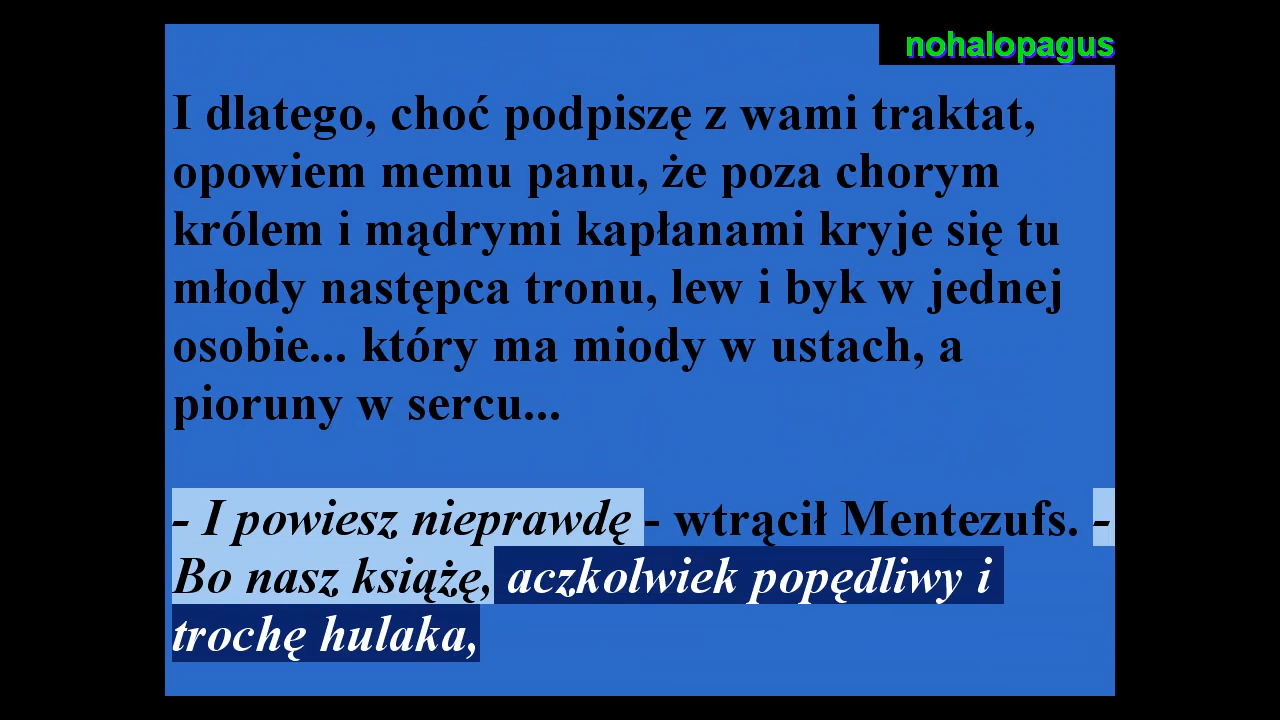 nohalopagus
I dlatego, choć podpiszę z wami traktat,
opowiem memu panu, że poza chorym
królem i mądrymi kapłanami kryje się tu
młody następca tronu, lew i byk w jednej
osobie... który ma miody w ustach, a
pioruny w sercu...
- I powiesz nieprawdę - wtrącił Mentezufs. -
Bo nasz książę, aczkolwiek popędliwy i
trochę hulaka,